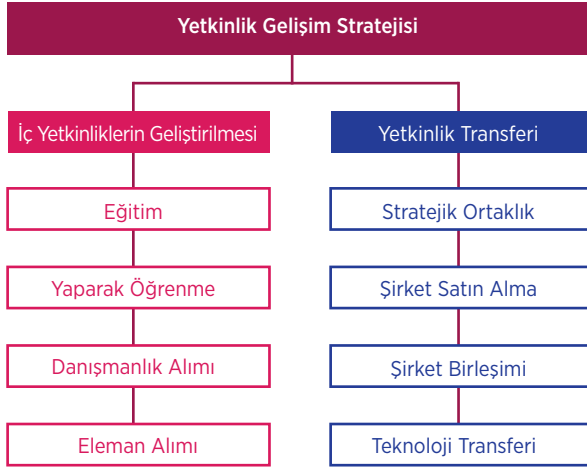 Yetkinlik Gelişim Stratejisi
İç Yetkinliklerin Geliştirilmesi
Eğitim
Yaparak Öğrenme
Danışmanlık Alımı
Eleman Alımı
Yetkinlik Transferi
Stratejik Ortaklık
Şirket Satın Alma
Şirket Birleşimi
Teknoloji Transferi